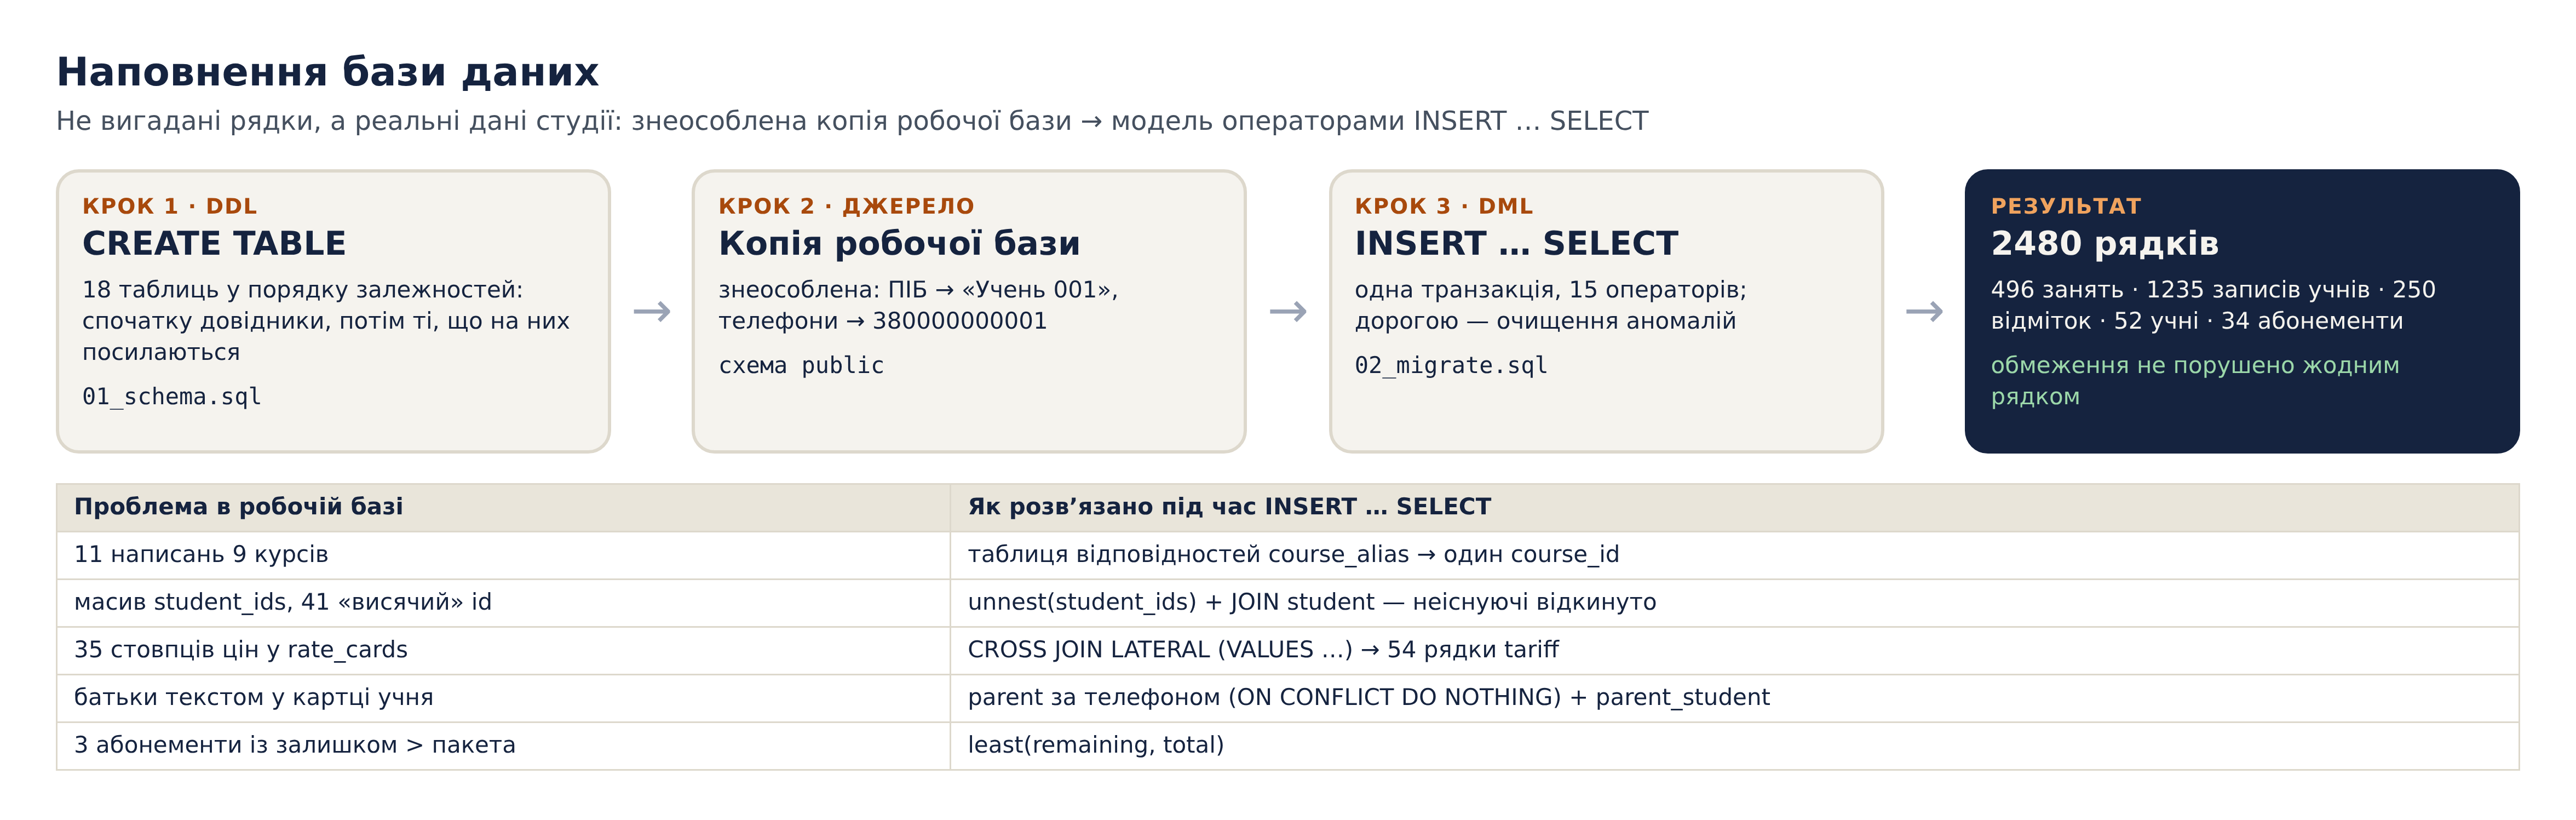 Наповнення бази даних
Не вигадані рядки, а реальні дані студії: знеособлена копія робочої бази → модель операторами INSERT … SELECT
КРОК 1 · DDL
CREATE TABLE
18 таблиць у порядку залежностей:
спочатку довідники, потім ті, що на них
посилаються
01_schema.sql
→
КРОК 2 · ДЖЕРЕЛО
Копія робочої бази
знеособлена: ПІБ → «Учень 001»,
телефони → 380000000001
схема public
→
КРОК 3 · DML
INSERT … SELECT
одна транзакція, 15 операторів;
дорогою — очищення аномалій
02_migrate.sql
→
РЕЗУЛЬТАТ
2480 рядків
496 занять · 1235 записів учнів · 250
відміток · 52 учні · 34 абонементи
обмеження не порушено жодним
рядком
Проблема в робочій базі
Як розв’язано під час INSERT … SELECT
11 написань 9 курсів
таблиця відповідностей course_alias → один course_id
масив student_ids, 41 «висячий» id
unnest(student_ids) + JOIN student — неіснуючі відкинуто
35 стовпців цін у rate_cards
CROSS JOIN LATERAL (VALUES …) → 54 рядки tariff
батьки текстом у картці учня
parent за телефоном (ON CONFLICT DO NOTHING) + parent_student
3 абонементи із залишком > пакета
least(remaining, total)